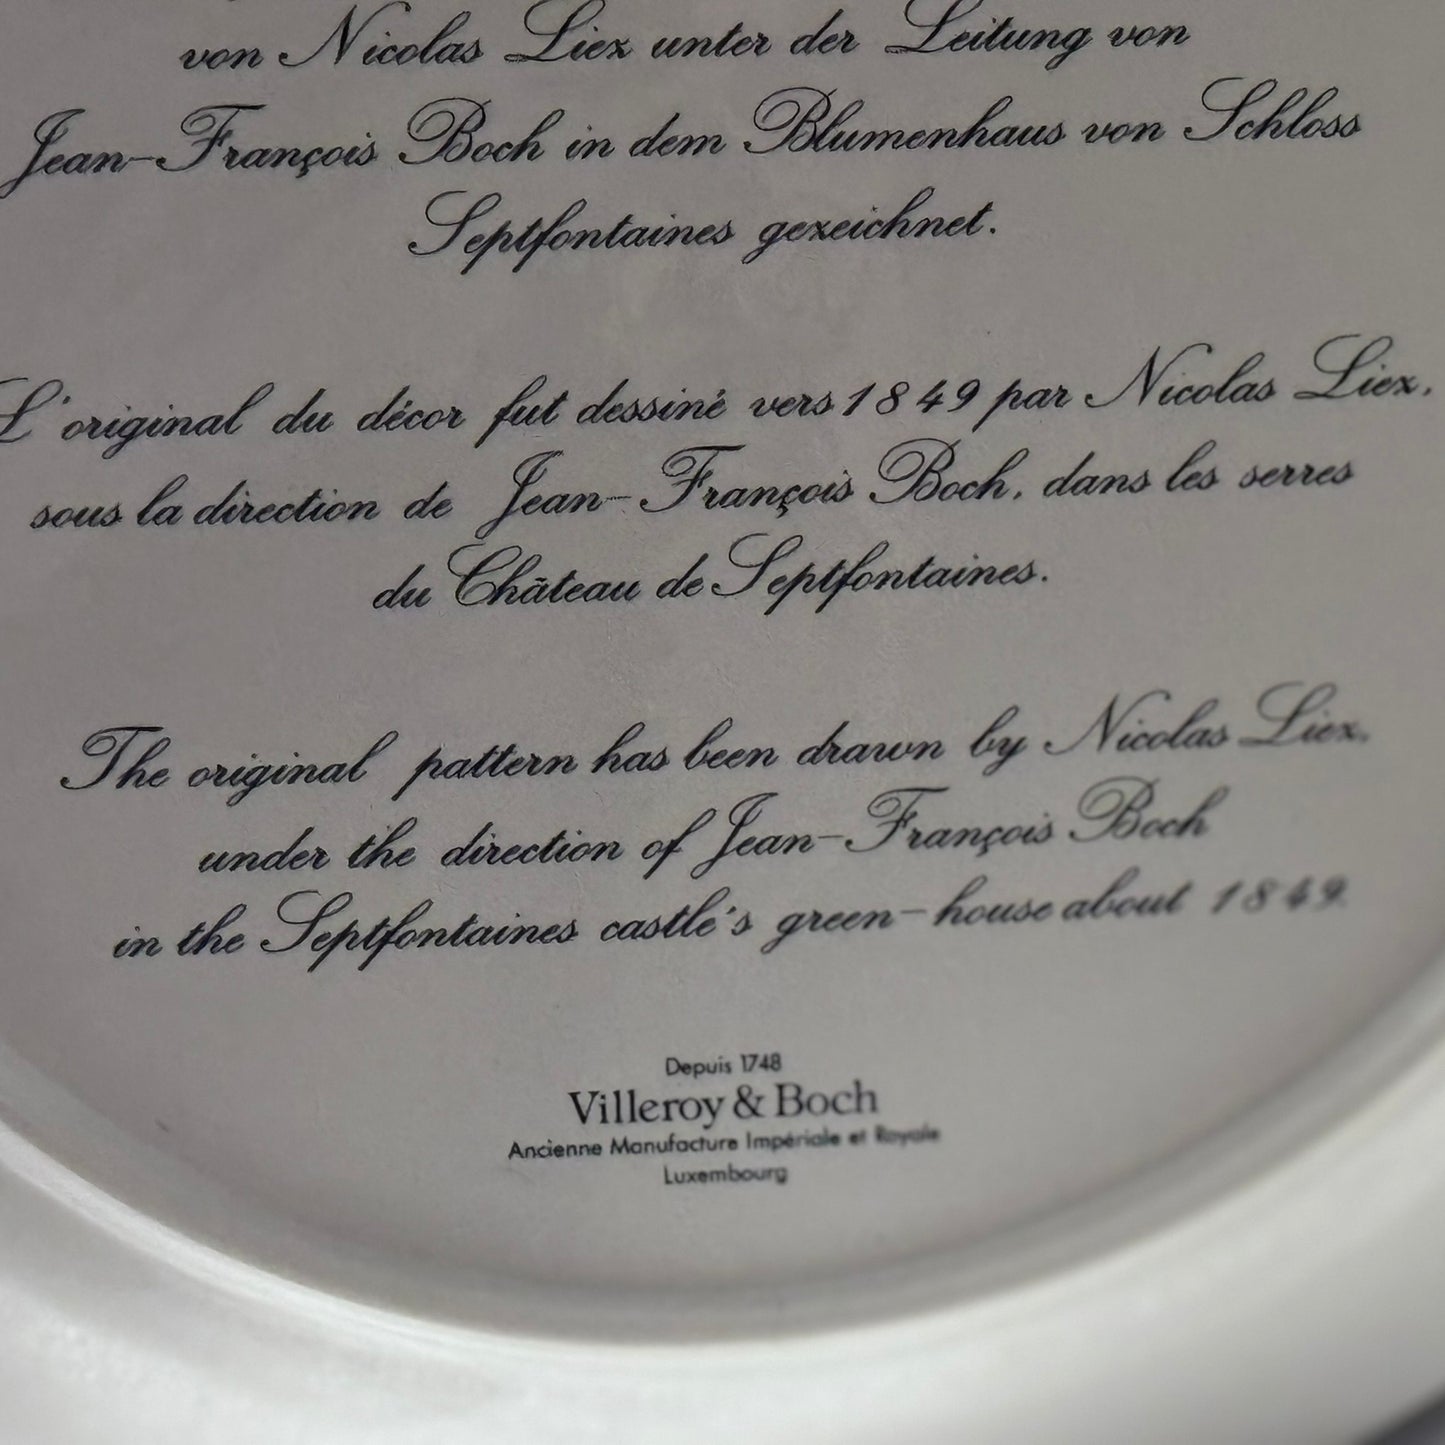 von Nicolas Liez unter der Leitung von
Jean-François Boch in dem Blumenhaus von Schloss
Septfontaines gezeichnet.
L'original du décor fut dessiné vers 1849 par Nicolas Liez,
sous la direction de Jean-François Boch, dans les serres
du Château de Septfontaines.
The original pattern has been drawn by Nicolas Liez,
under the direction of Jean-François Boch
in the Septfontaines castle's green-house about 1849.
Depuis 1748
Villeroy & Boch
Ancienne Manufacture Impériale et Royale
Luxembourg